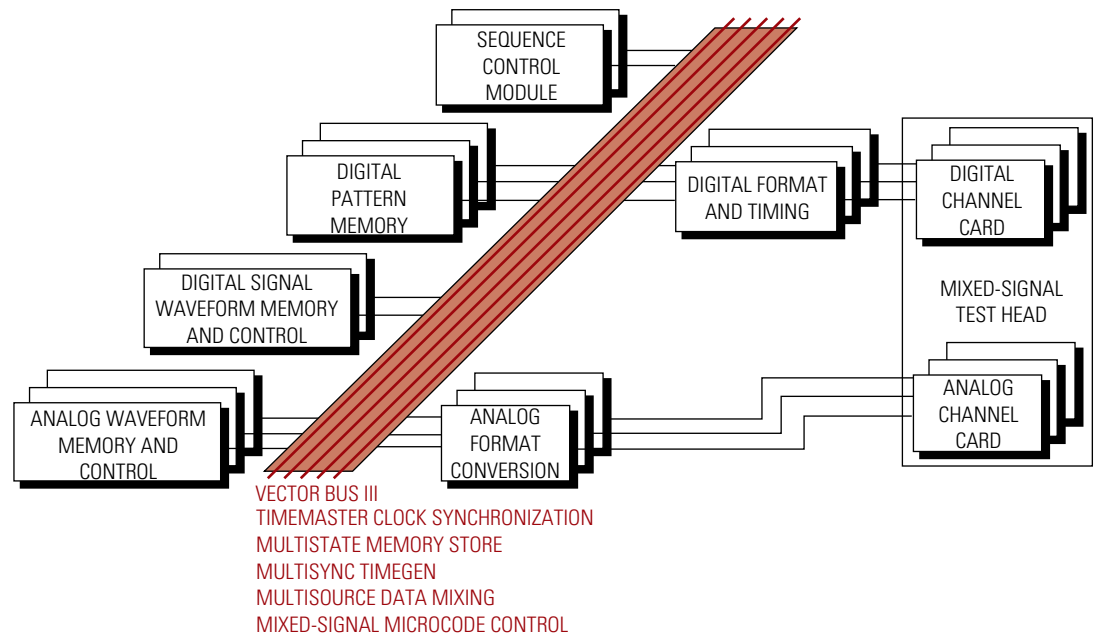 SEQUENCE
CONTROL
MODULE
DIGITAL
PATTERN
MEMORY
DIGITAL FORMAT
AND TIMING
DIGITAL
CHANNEL
CARD
DIGITAL SIGNAL
WAVEFORM MEMORY
AND CONTROL
MIXED-SIGNAL
TEST HEAD
ANALOG WAVEFORM
MEMORY AND
CONTROL
ANALOG
FORMAT
CONVERSION
ANALOG
CHANNEL
CARD
VECTOR BUS III
TIMEMASTER CLOCK SYNCHRONIZATION
MULTISTATE MEMORY STORE
MULTISYNC TIMEGEN
MULTISOURCE DATA MIXING
MIXED-SIGNAL MICROCODE CONTROL